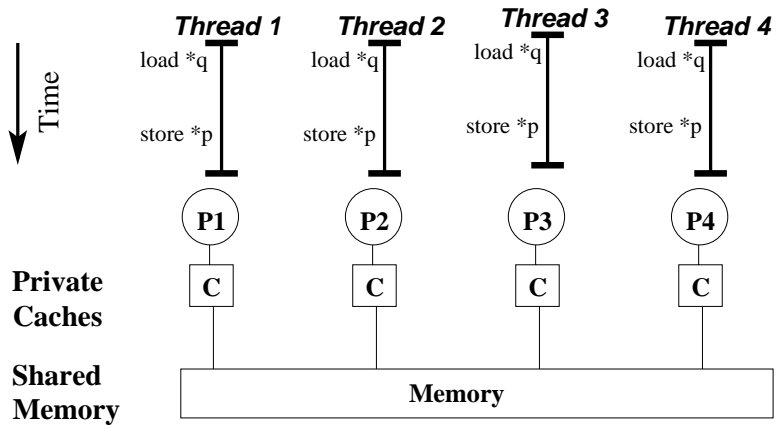 Thread 1
Thread 2
Thread 3
Thread 4
Time
load *q
load *q
load *q
load *q
store *p
store *p
store *p
store *p
P1
P2
P3
P4
Private
Caches
C
C
C
C
Shared
Memory
Memory